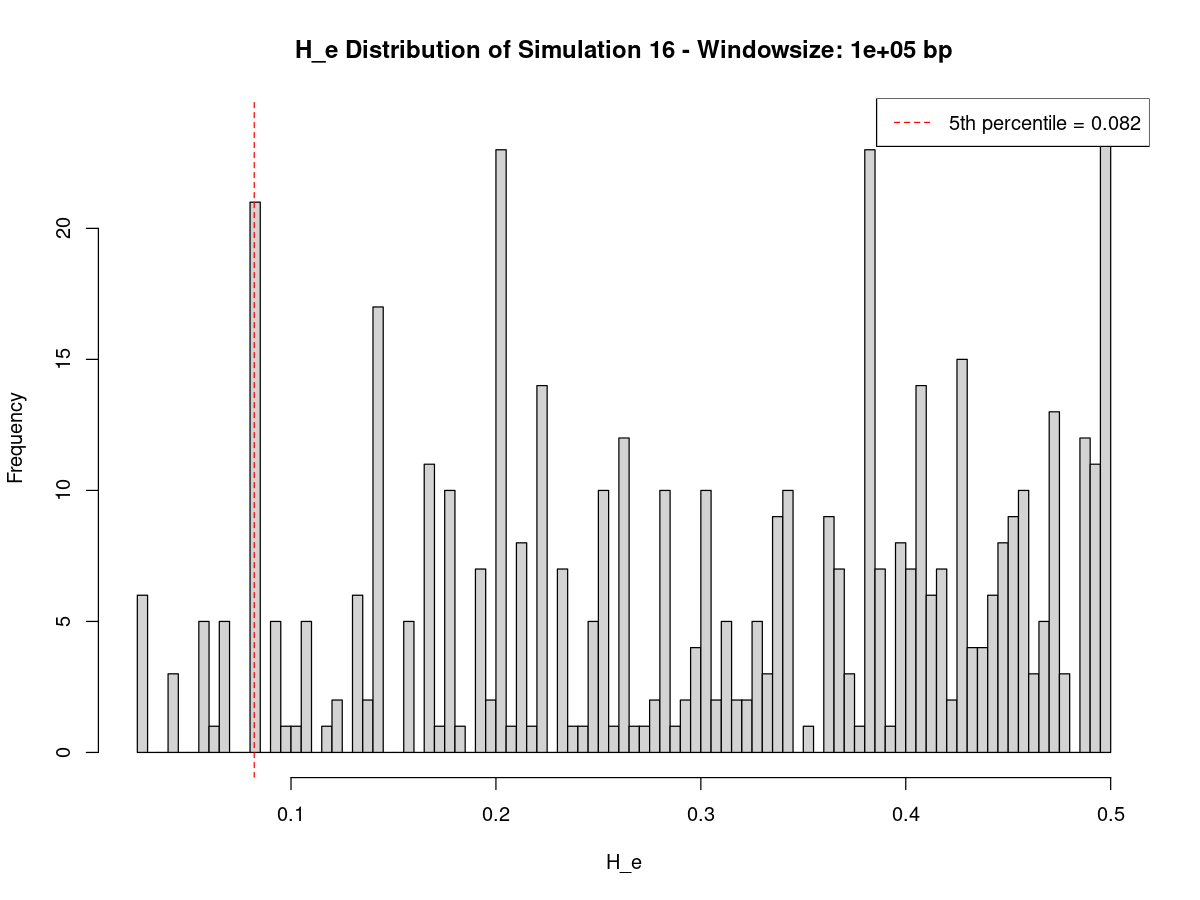 H_e Distribution of Simulation 16 - Windowsize: 1e+05 bp
5th percentile = 0.082
Frequency
20
15
10
5
0
0.1 0.2 0.3 0.4 0.5
H_e